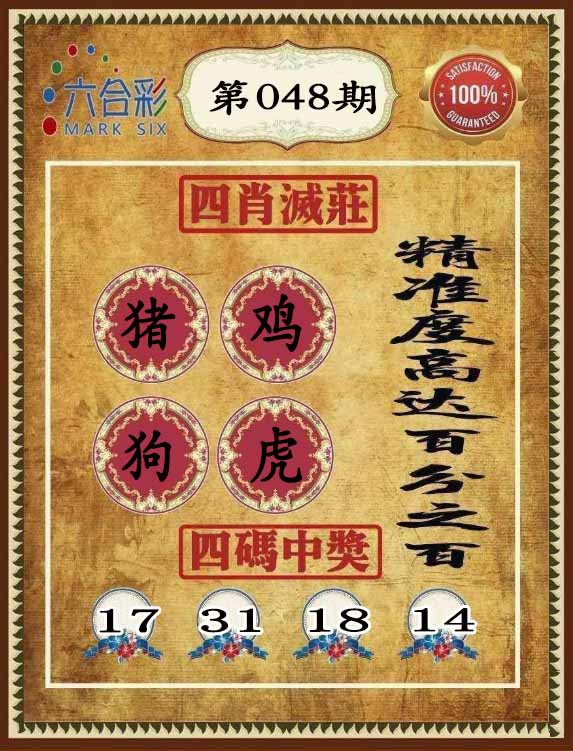 六合彩
MARK SIX
第048期
SATISFACTION
100%
GUARANTEED
四肖滅莊
精准度高达百分之百
猪 鸡
狗 虎
四碼中獎
17 31 18 14